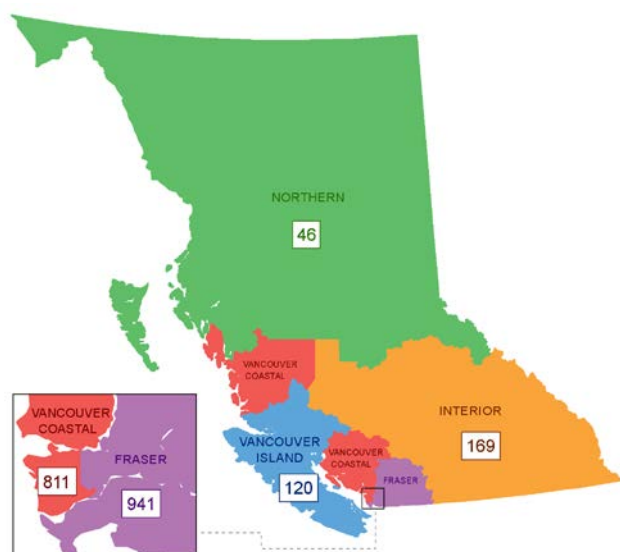 NORTHERN
46
VANCOUVER
COASTAL
INTERIOR
169
VANCOUVER
ISLAND
120
VANCOUVER
COASTAL
FRASER
VANCOUVER
COASTAL
811
FRASER
941